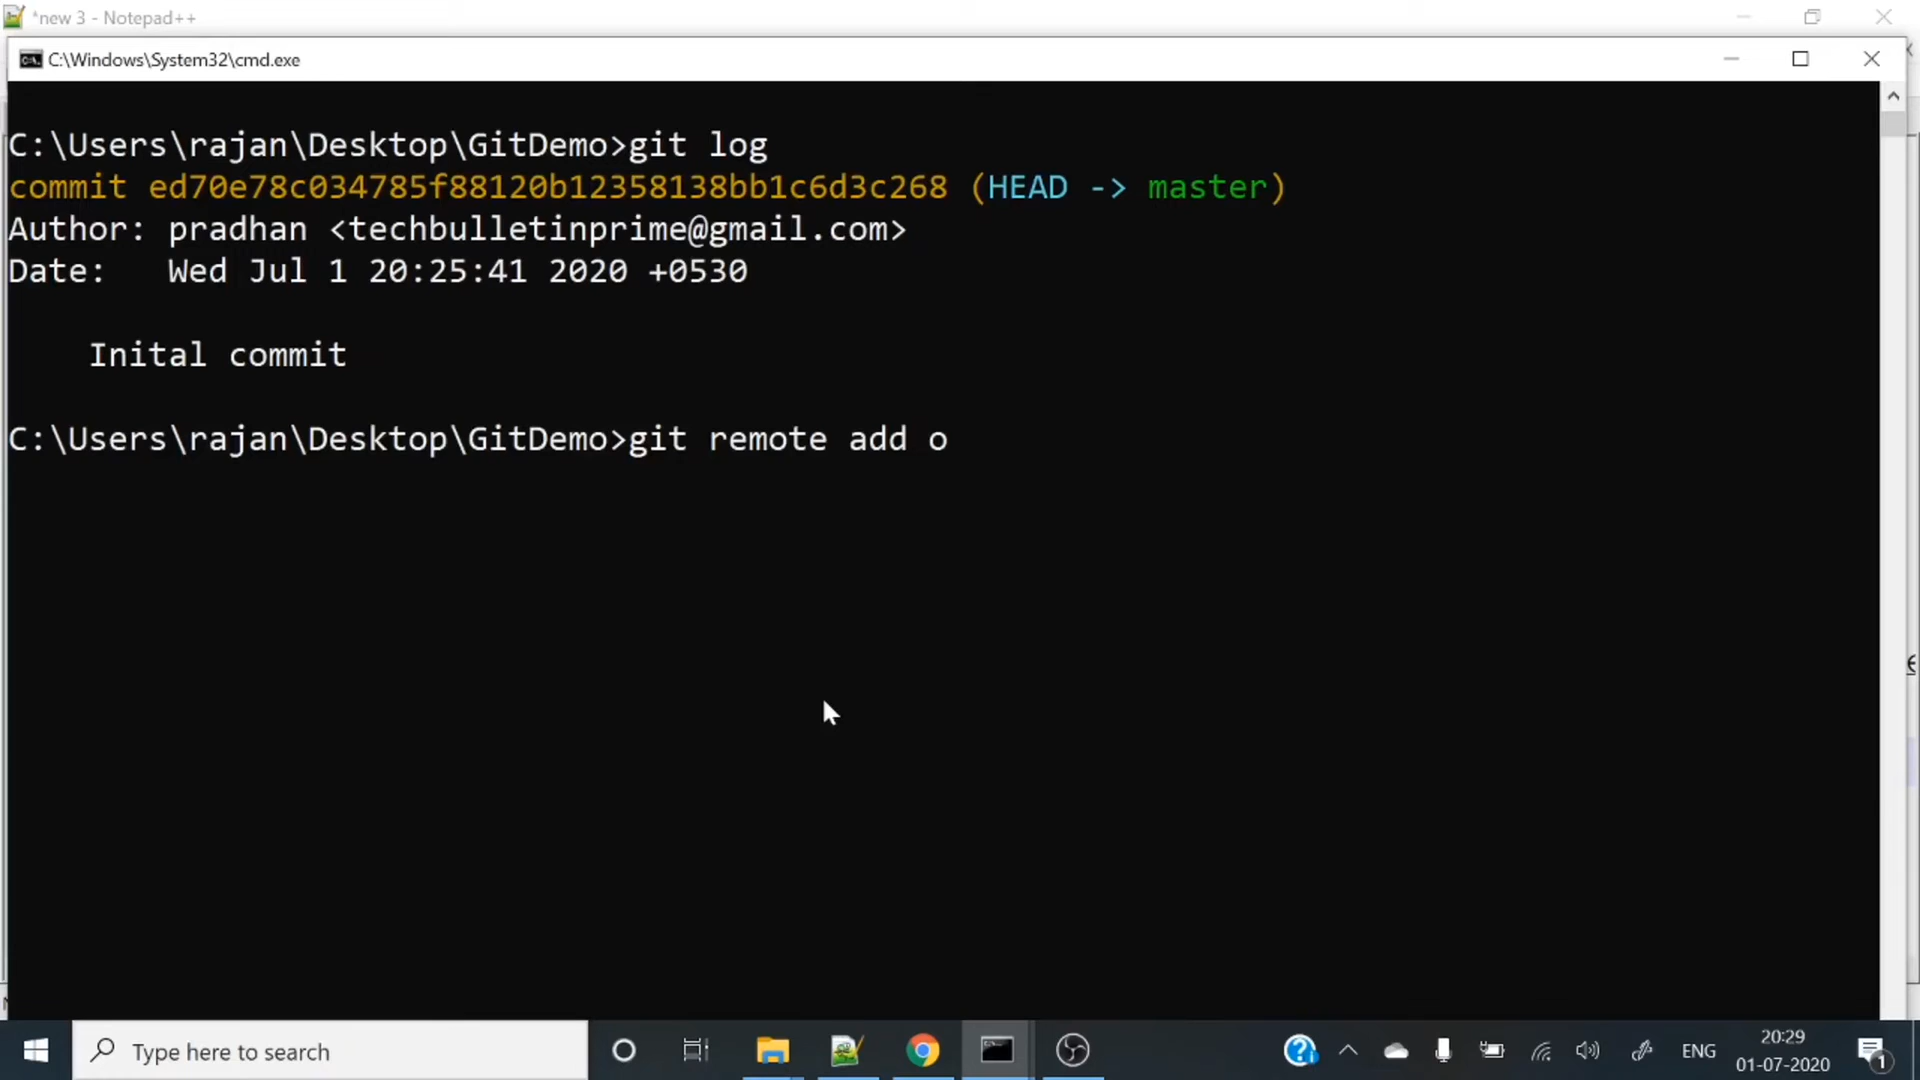 *new 3 - Notepad++
C:\Windows\System32\cmd.exe
C:\Users\rajan\Desktop\GitDemo>git log
commit ed70e78c034785f88120b12358138bb1c6d3c268 (HEAD -> master)
Author: pradhan <techbulletinprime@gmail.com>
Date:   Wed Jul 1 20:25:41 2020 +0530
Inital commit
C:\Users\rajan\Desktop\GitDemo>git remote add o
Type here to search
ENG
20:29
01-07-2020
1